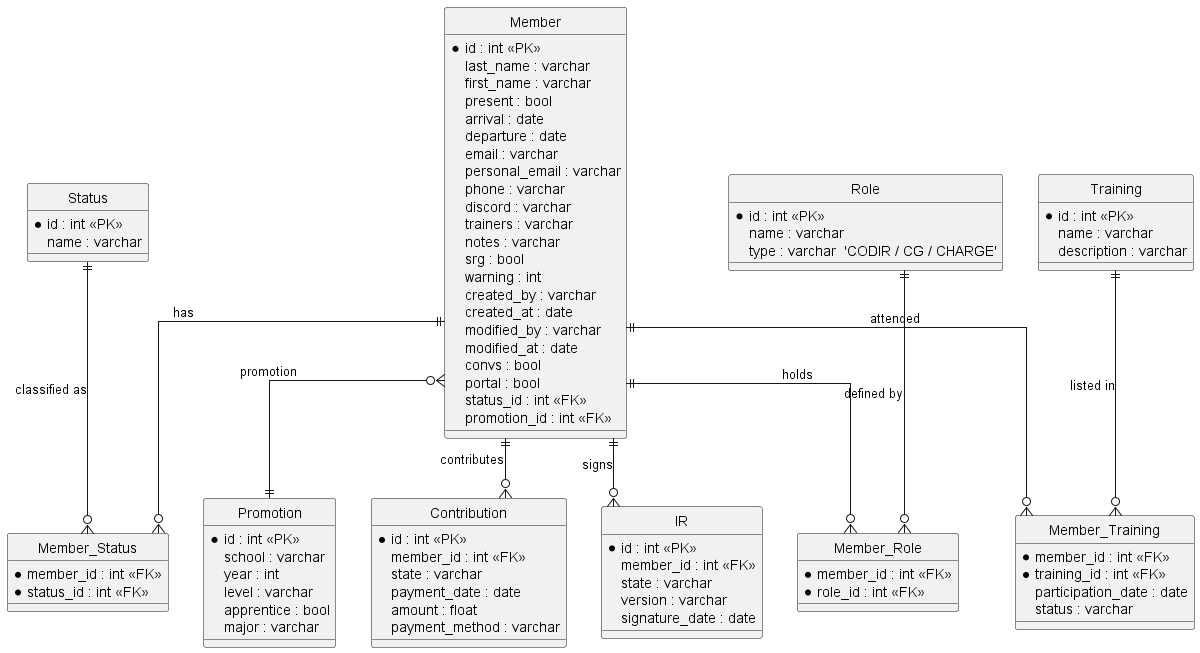 Member
id : int «PK»
last_name : varchar
first_name : varchar
present : bool
arrival : date
departure : date
email : varchar
personal_email : varchar
phone : varchar
discord : varchar
trainers : varchar
notes : varchar
srg : bool
warning : int
created_by : varchar
created_at : date
modified_by : varchar
modified_at : date
convs : bool
portal : bool
status_id : int «FK»
promotion_id : int «FK»
Status
id : int «PK»
name : varchar
Role
id : int «PK»
name : varchar
type : varchar 'CODIR / CG / CHARGE'
Training
id : int «PK»
name : varchar
description : varchar
has
attended
promotion
holds
classified as
defined by
listed in
contributes
signs
Member_Status
member_id : int «FK»
status_id : int «FK»
Promotion
id : int «PK»
school : varchar
year : int
level : varchar
apprentice : bool
major : varchar
Contribution
id : int «PK»
member_id : int «FK»
state : varchar
payment_date : date
amount : float
payment_method : varchar
IR
id : int «PK»
member_id : int «FK»
state : varchar
version : varchar
signature_date : date
Member_Role
member_id : int «FK»
role_id : int «FK»
Member_Training
member_id : int «FK»
training_id : int «FK»
participation_date : date
status : varchar